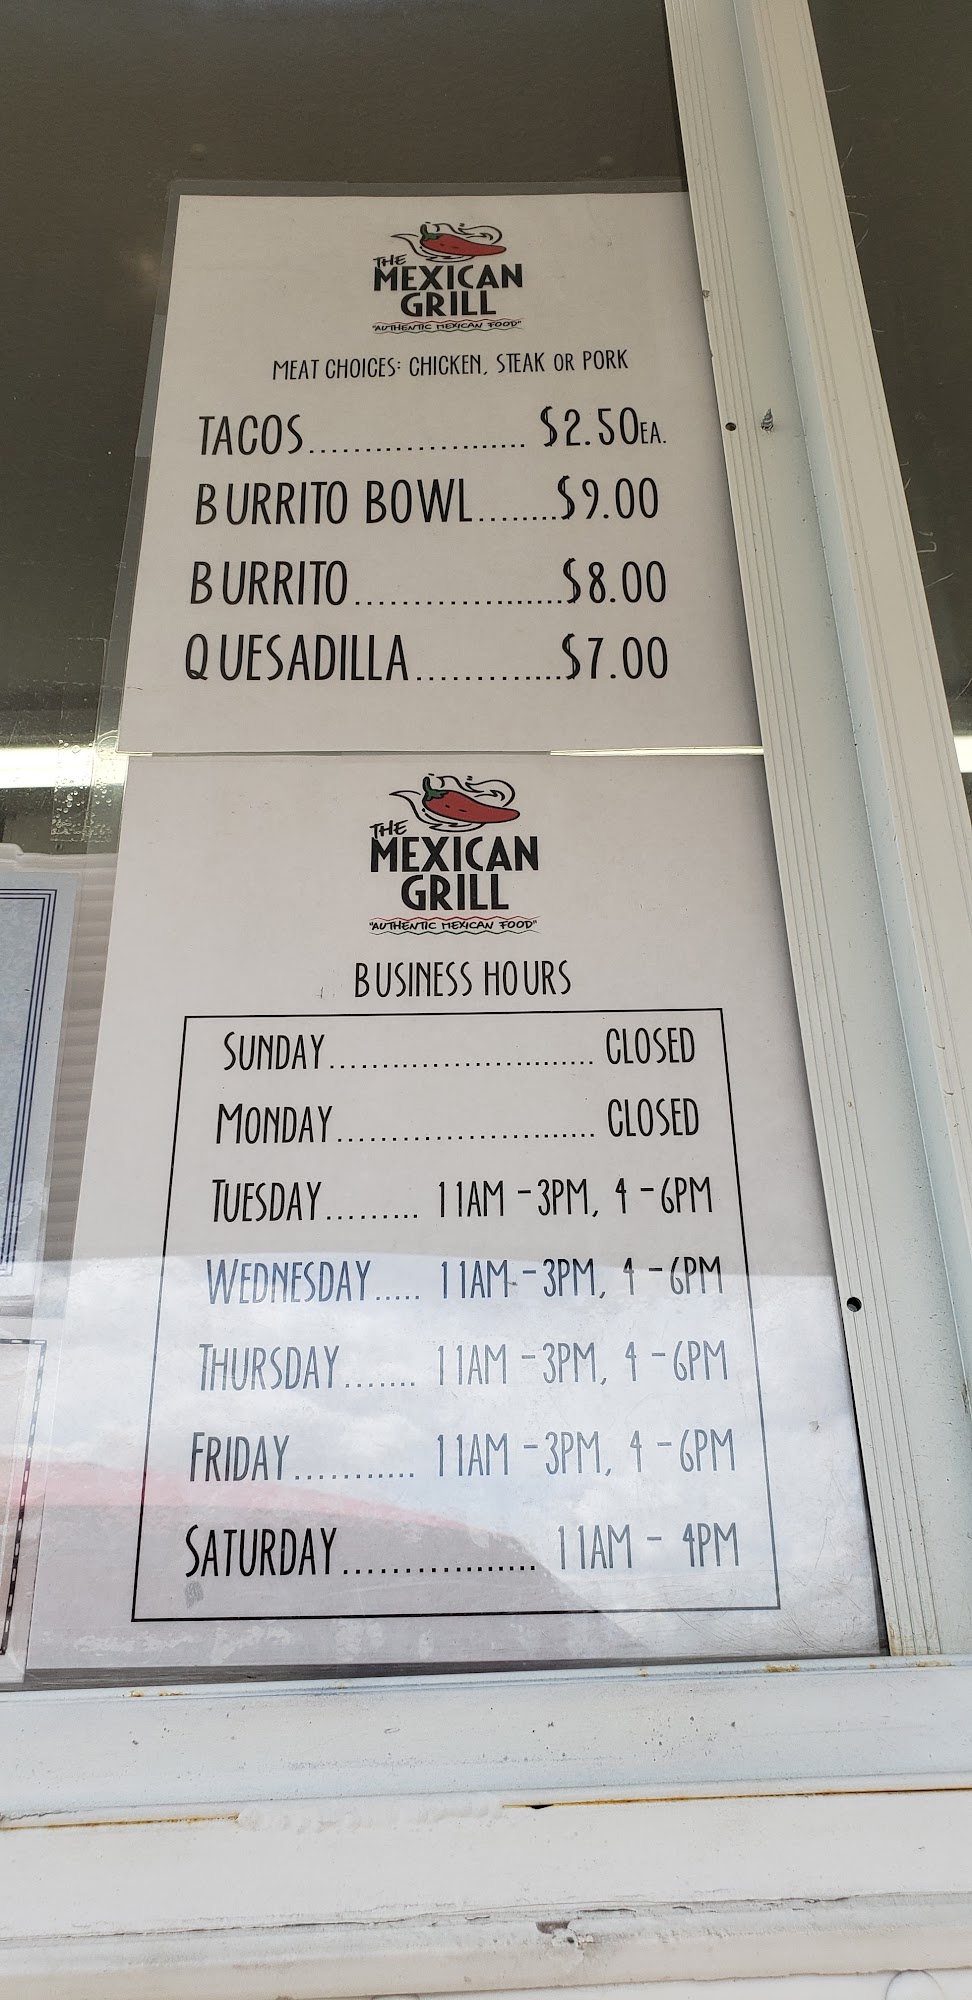 THE
MEXICAN
GRILL
"AUTHENTIC MEXICAN FOOD"
MEAT CHOICES: CHICKEN, STEAK OR PORK
TACOS..................... $2.50EA.
BURRITO BOWL........$9.00
BURRITO.....................$8.00
QUESADILLA..............$7.00
THE
MEXICAN
GRILL
"AUTHENTIC MEXICAN FOOD"
BUSINESS HOURS
SUNDAY......................... CLOSED
MONDAY......................... CLOSED
TUESDAY......... 11AM -3PM, 4 -6PM
WEDNESDAY..... 11AM -3PM, 4 -6PM
THURSDAY....... 11AM -3PM, 4 -6PM
FRIDAY............ 11AM -3PM, 4 -6PM
SATURDAY.................. 11AM - 4PM